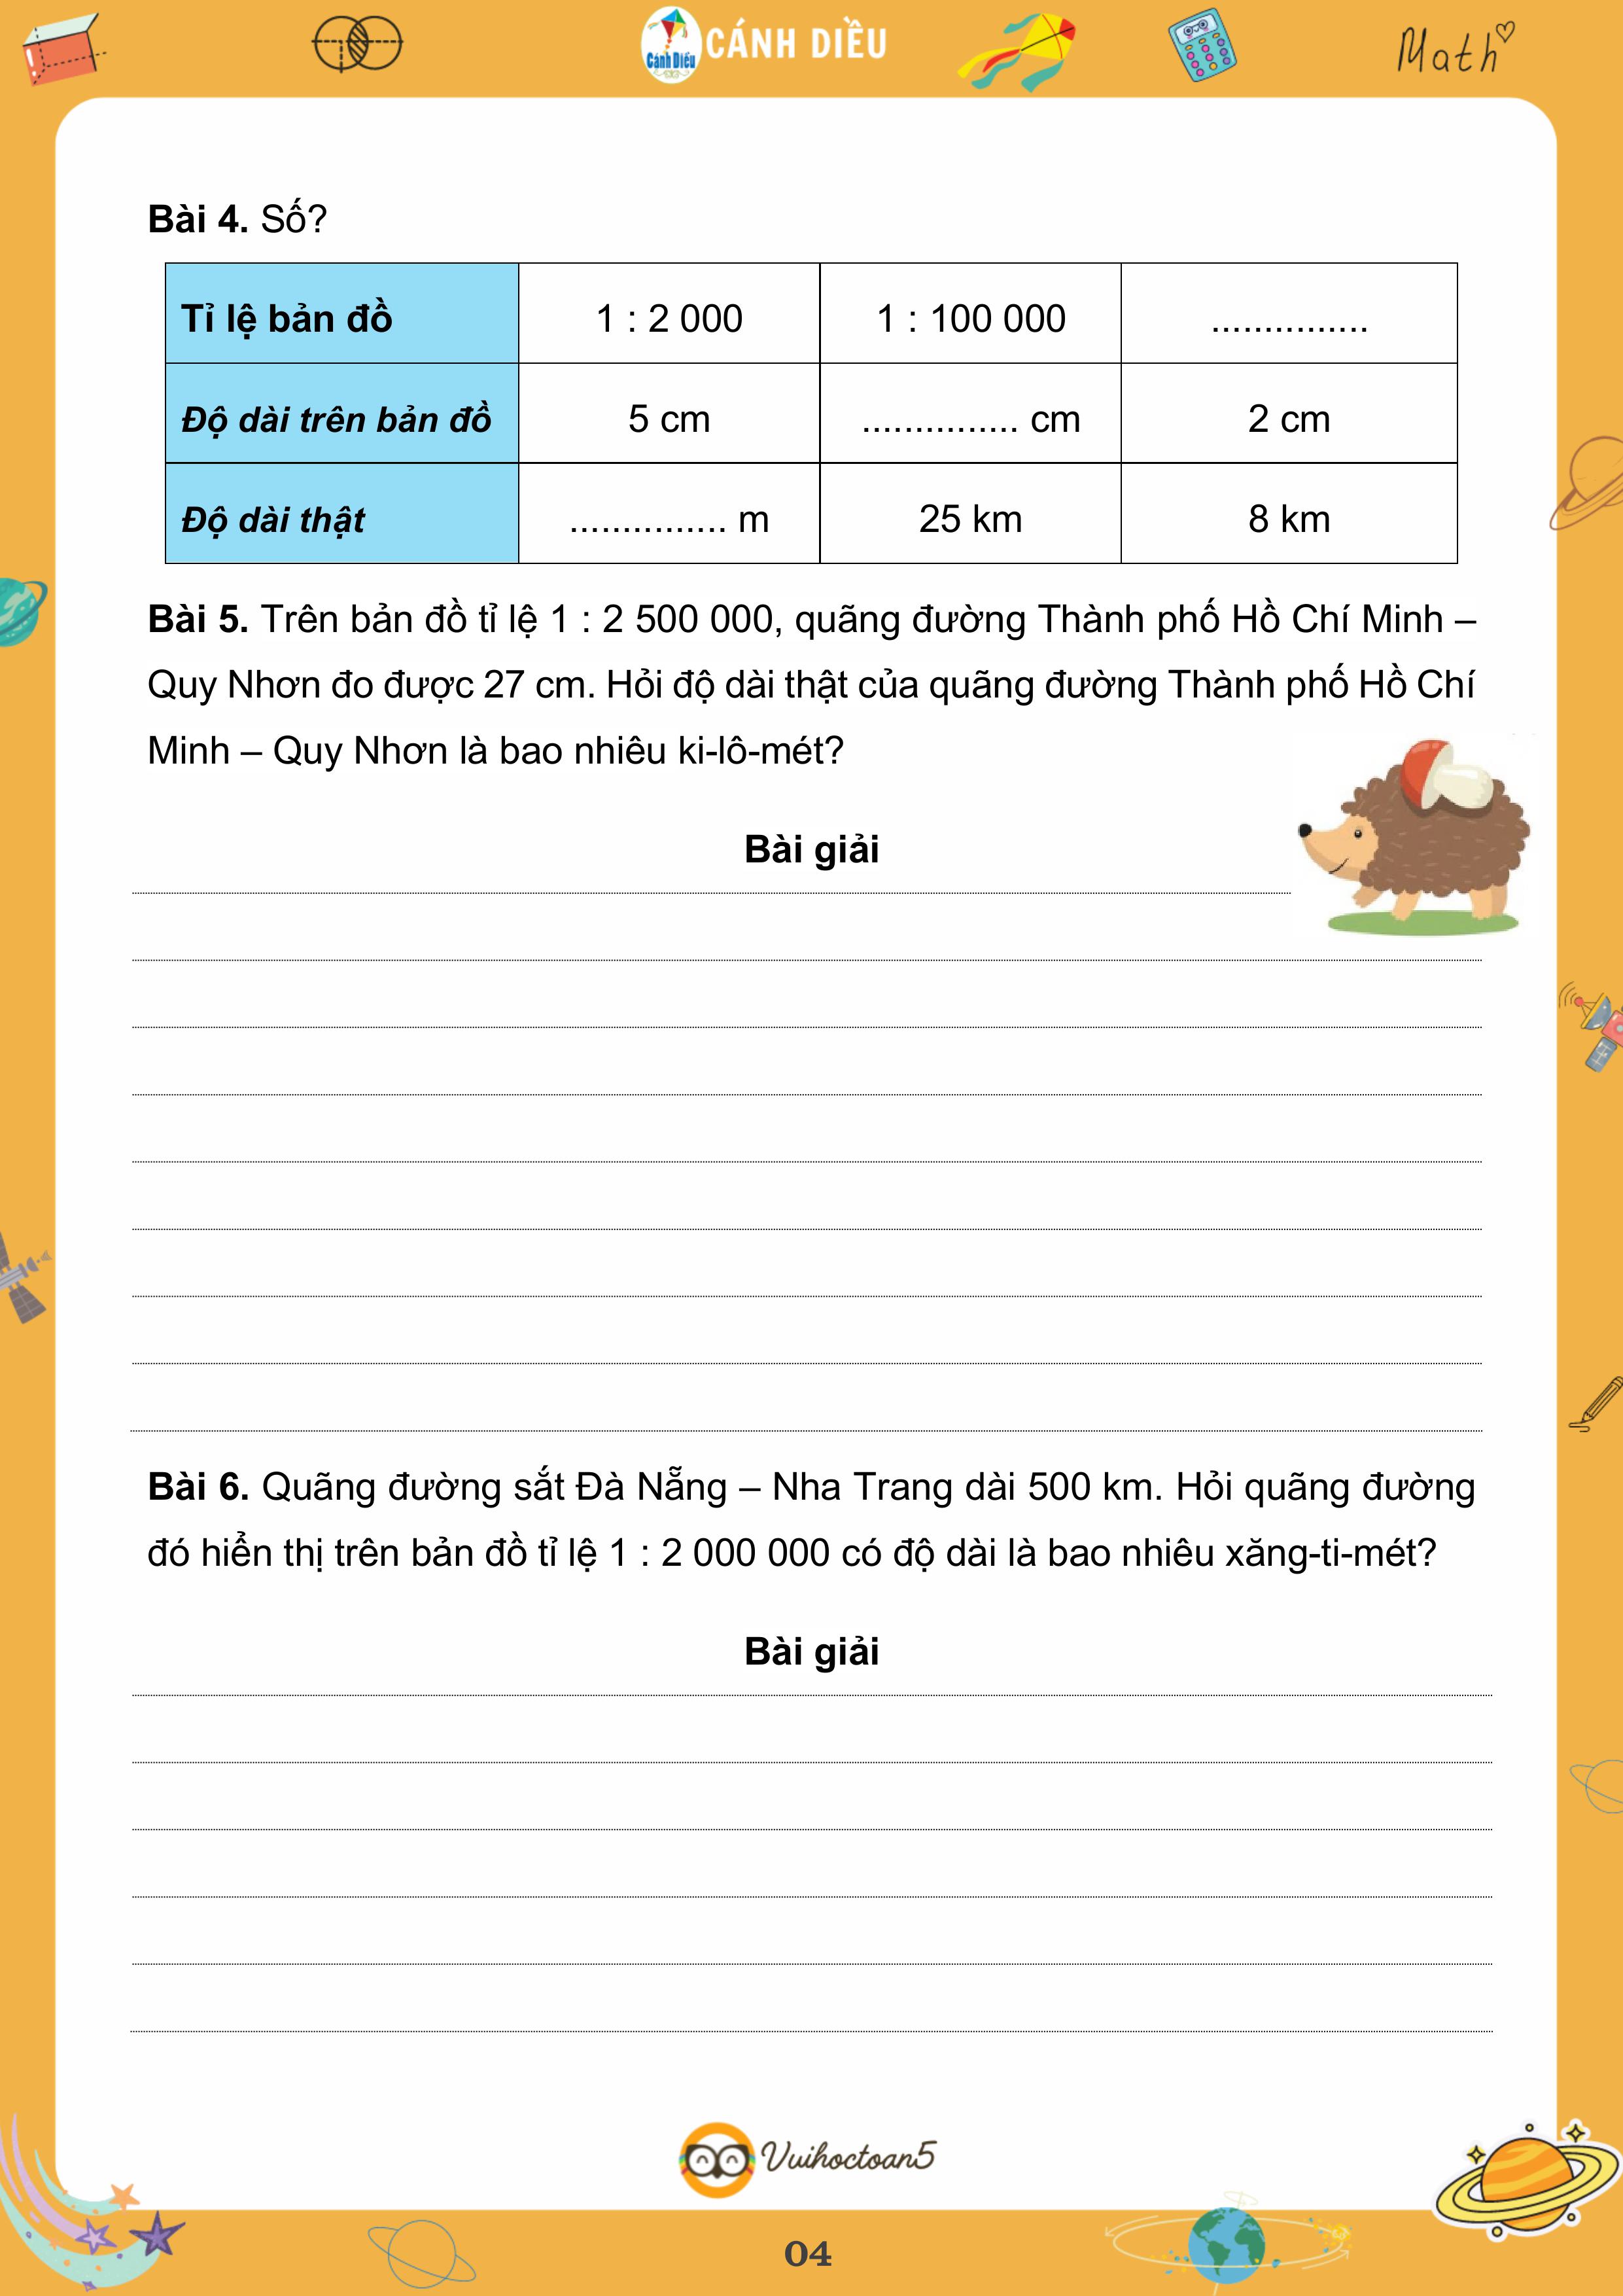 Cánh Diều
CÁNH DIỀU
Math
Bài 4. Số?
Tỉ lệ bản đồ 1 : 2 000 1 : 100 000 ...............
Độ dài trên bản đồ 5 cm ............... cm 2 cm
Độ dài thật ............... m 25 km 8 km
Bài 5. Trên bản đồ tỉ lệ 1 : 2 500 000, quãng đường Thành phố Hồ Chí Minh –
Quy Nhơn đo được 27 cm. Hỏi độ dài thật của quãng đường Thành phố Hồ Chí
Minh – Quy Nhơn là bao nhiêu ki-lô-mét?
Bài giải
Bài 6. Quãng đường sắt Đà Nẵng – Nha Trang dài 500 km. Hỏi quãng đường
đó hiển thị trên bản đồ tỉ lệ 1 : 2 000 000 có độ dài là bao nhiêu xăng-ti-mét?
Bài giải
Vuihoctoan5
04